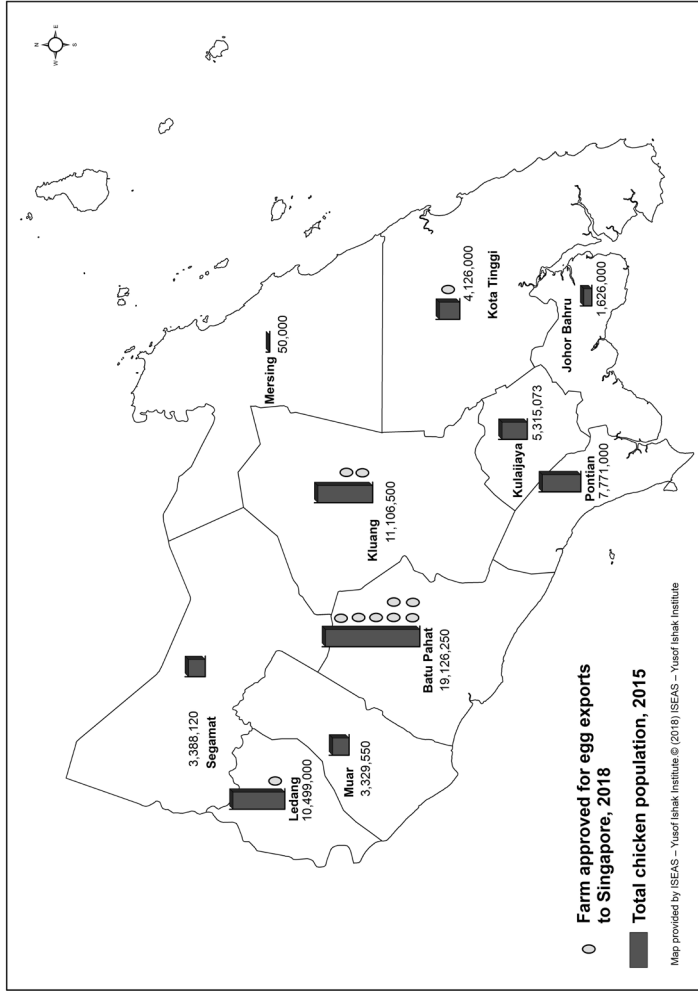 N
W
E
S
Mersing
50,000
3,388,120
Segamat
Kluang
11,106,500
4,126,000
Kota Tinggi
Ledang
10,499,000
Muar
3,329,550
Batu Pahat
19,126,250
Kulaijaya
5,315,073
Johor Bahru
1,626,000
Pontian
7,771,000
Farm approved for egg exports
to Singapore, 2018
Total chicken population, 2015
Map provided by ISEAS – Yusof Ishak Institute.© (2018) ISEAS – Yusof Ishak Institute